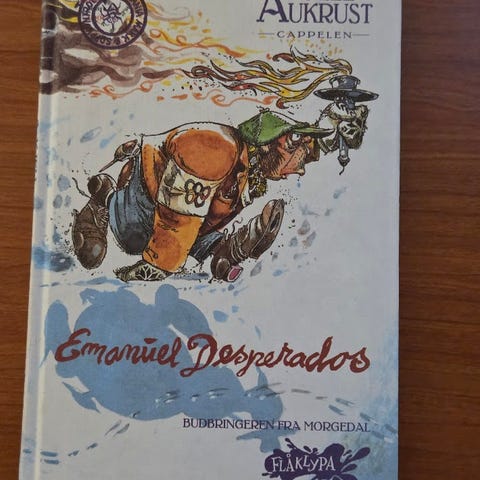 AUKRUST
CAPPELEN
Emanuel Desperados
BUDBRINGEREN FRA MORGEDAL
FLÅKLYPA